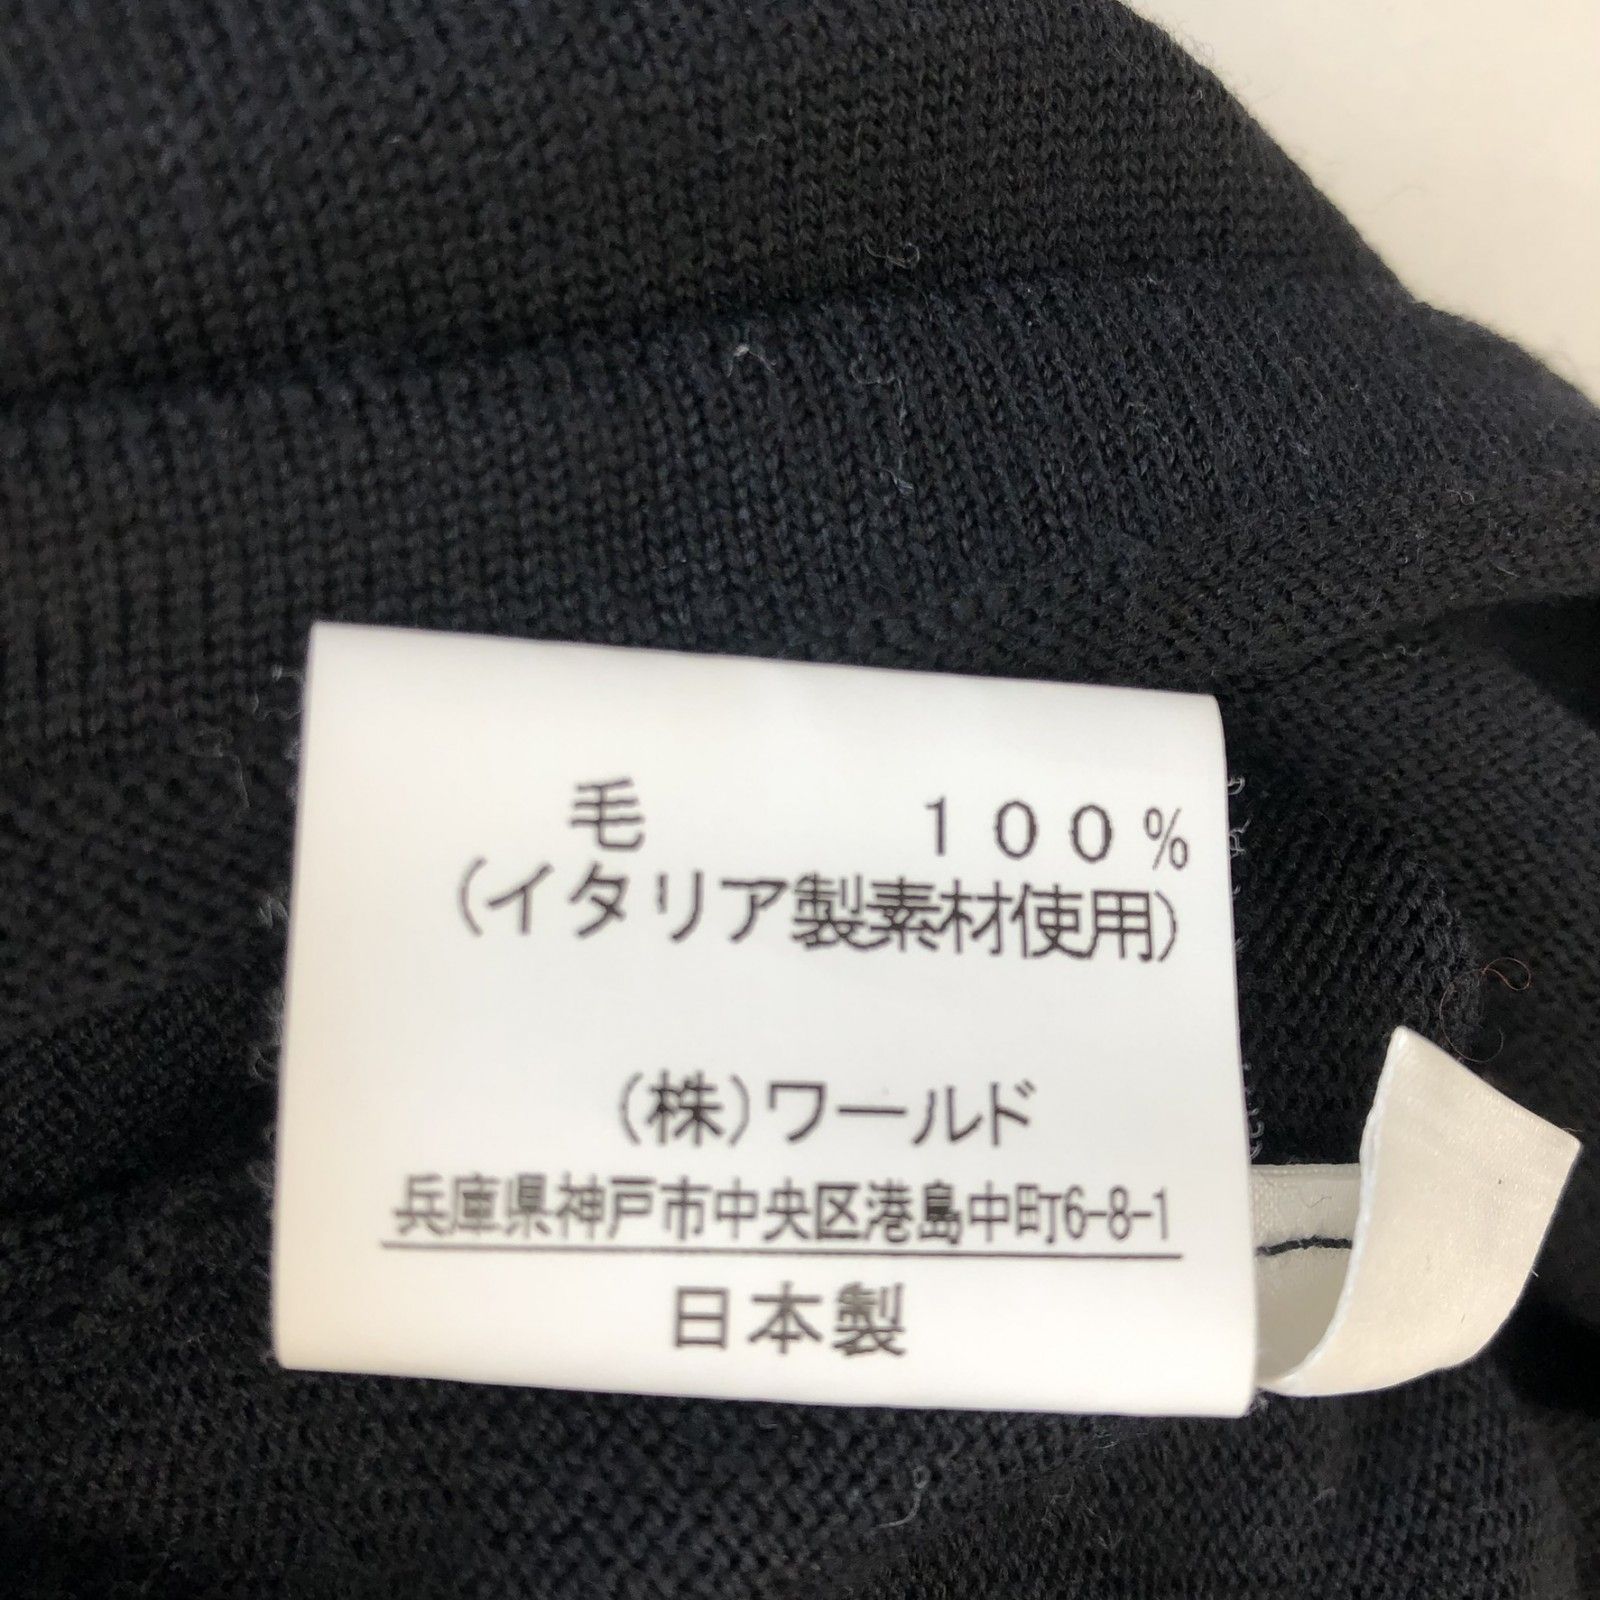 毛 １００％
(イタリア製素材使用)
(株)ワールド
兵庫県神戸市中央区港島中町6-8-1
日本製